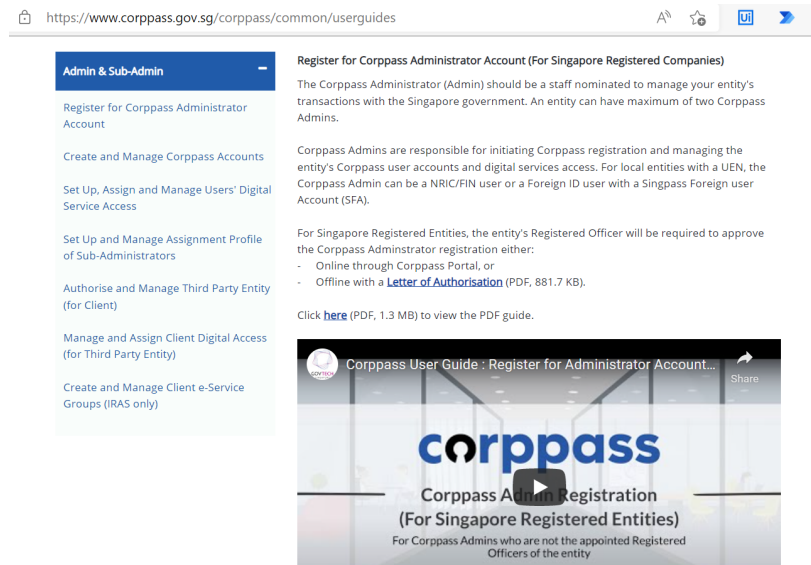 https://www.corppass.gov.sg/corppass/common/userguides
Admin & Sub-Admin
Register for Corppass Administrator
Account
Create and Manage Corppass Accounts
Set Up, Assign and Manage Users' Digital
Service Access
Set Up and Manage Assignment Profile
of Sub-Administrators
Authorise and Manage Third Party Entity
(for Client)
Manage and Assign Client Digital Access
(for Third Party Entity)
Create and Manage Client e-Service
Groups (IRAS only)
Register for Corppass Administrator Account (For Singapore Registered Companies)
The Corppass Administrator (Admin) should be a staff nominated to manage your entity's
transactions with the Singapore government. An entity can have maximum of two Corppass
Admins.
Corppass Admins are responsible for initiating Corppass registration and managing the
entity's Corppass user accounts and digital services access. For local entities with a UEN, the
Corppass Admin can be a NRIC/FIN user or a Foreign ID user with a Singpass Foreign user
Account (SFA).
For Singapore Registered Entities, the entity's Registered Officer will be required to approve
the Corppass Adminstrator registration either:
- Online through Corppass Portal, or
- Offline with a Letter of Authorisation (PDF, 881.7 KB).
Click here (PDF, 1.3 MB) to view the PDF guide.
GOVTECH
Corppass User Guide : Register for Administrator Account...
Share
corppass
Corppass Admin Registration
(For Singapore Registered Entities)
For Corppass Admins who are not the appointed Registered
Officers of the entity
Ui